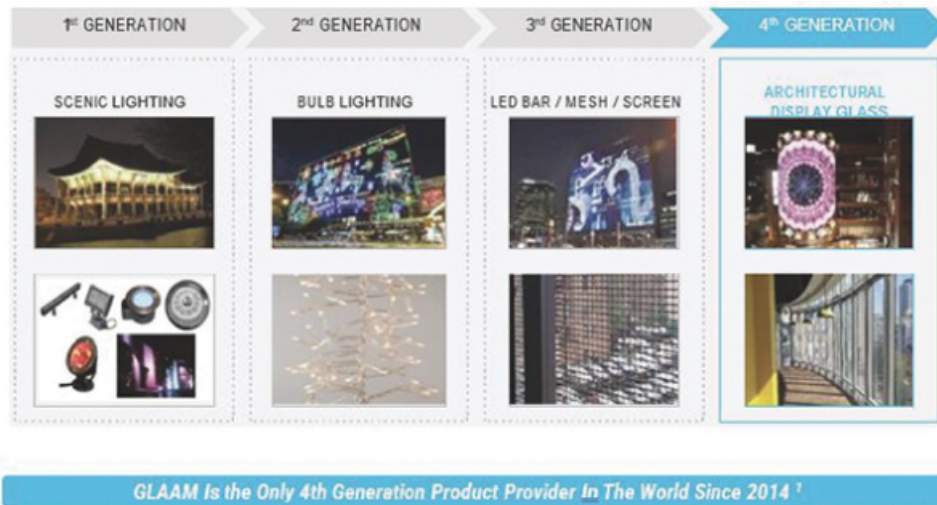 1st GENERATION
2nd GENERATION
3rd GENERATION
4th GENERATION
SCENIC LIGHTING
BULB LIGHTING
LED BAR / MESH / SCREEN
ARCHITECTURAL
DISPLAY GLASS
GLAAM Is the Only 4th Generation Product Provider In The World Since 2014 1